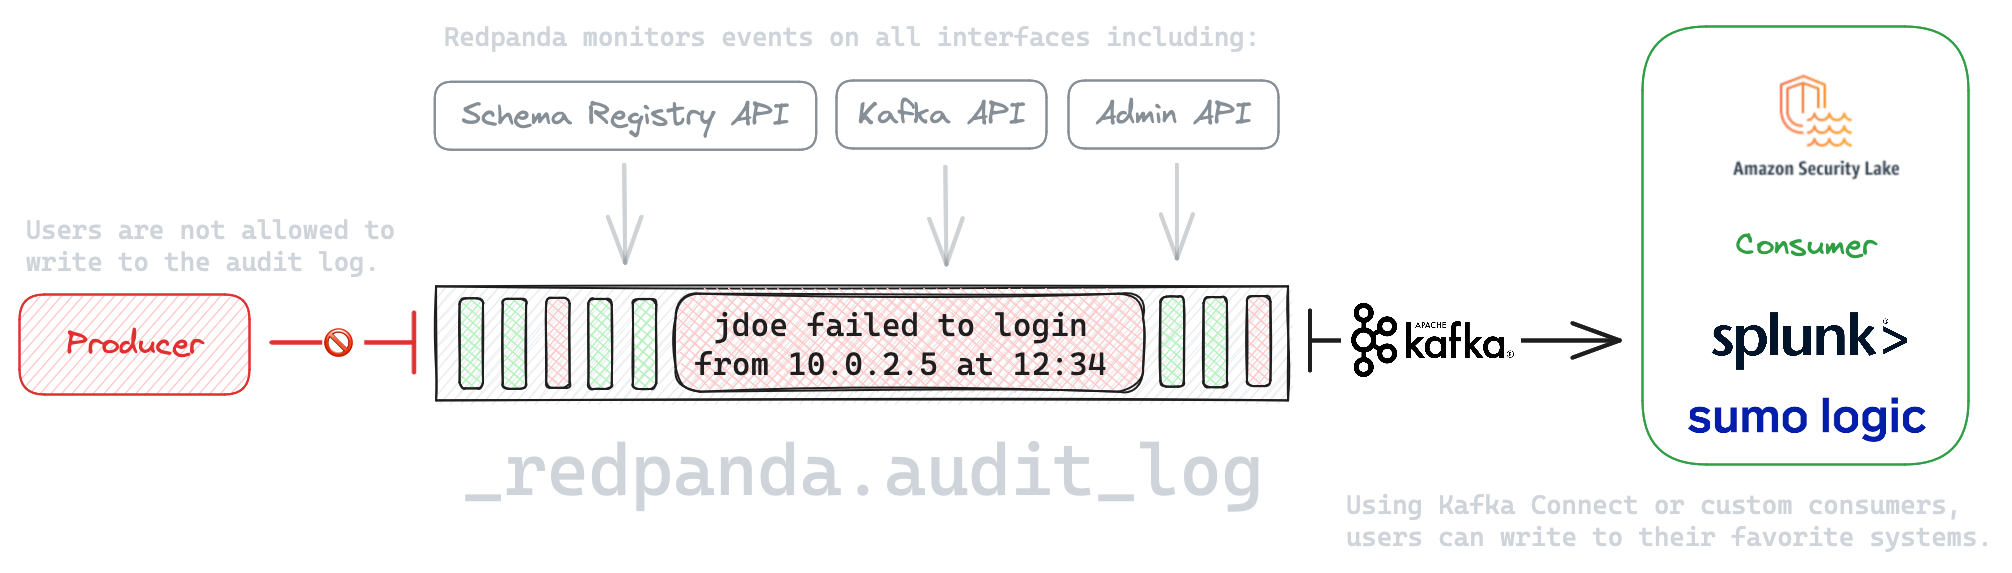 Redpanda monitors events on all interfaces including:
Schema Registry API
Kafka API
Admin API
Users are not allowed to
write to the audit log.
Producer
jdoe failed to login
from 10.0.2.5 at 12:34
_redpanda.audit_log
APACHE
kafka®
Amazon Security Lake
Consumer
splunk>®
sumo logic
Using Kafka Connect or custom consumers,
users can write to their favorite systems.